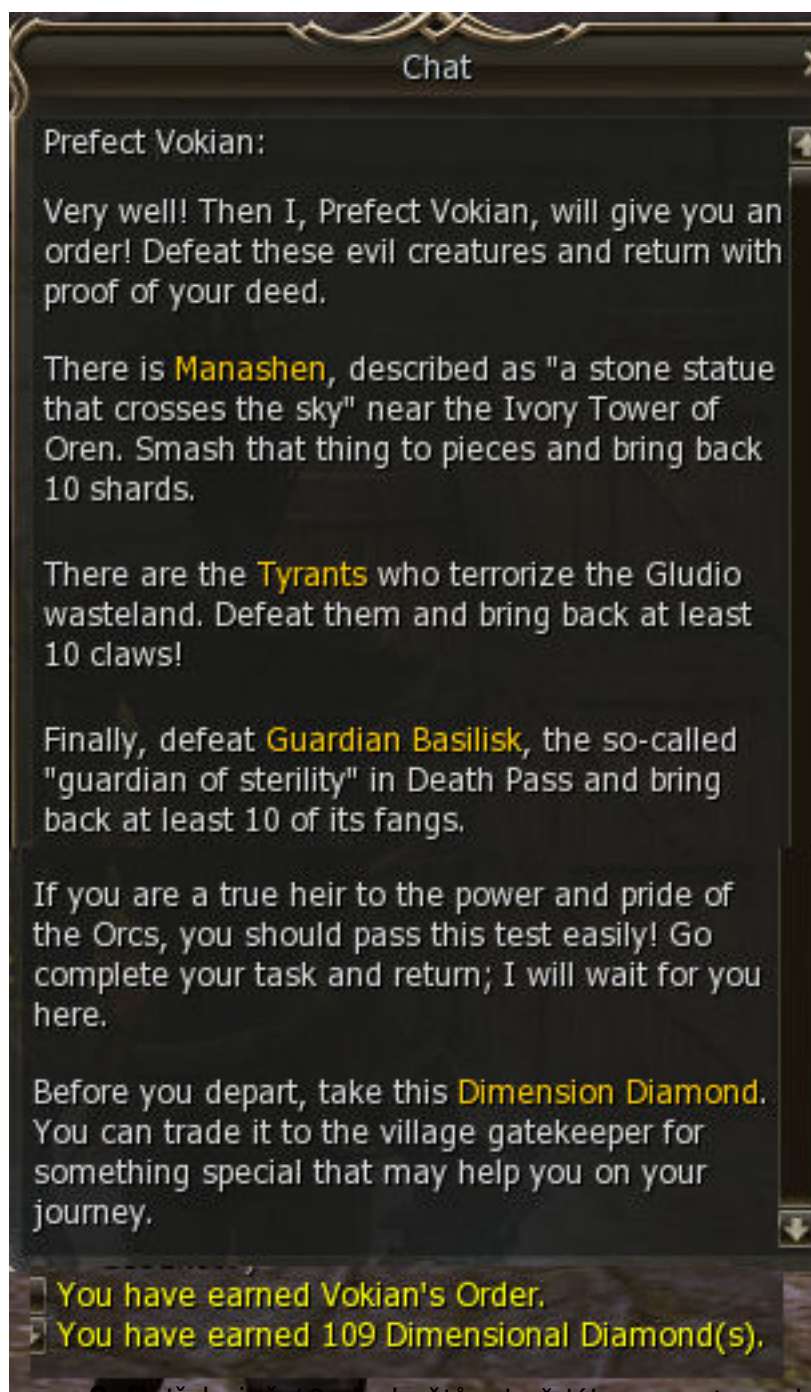 Chat
Prefect Vokian:
Very well! Then I, Prefect Vokian, will give you an
order! Defeat these evil creatures and return with
proof of your deed.
There is Manashen, described as "a stone statue
that crosses the sky" near the Ivory Tower of
Oren. Smash that thing to pieces and bring back
10 shards.
There are the Tyrants who terrorize the Gludio
wasteland. Defeat them and bring back at least
10 claws!
Finally, defeat Guardian Basilisk, the so-called
"guardian of sterility" in Death Pass and bring
back at least 10 of its fangs.
If you are a true heir to the power and pride of
the Orcs, you should pass this test easily! Go
complete your task and return; I will wait for you
here.
Before you depart, take this Dimension Diamond.
You can trade it to the village gatekeeper for
something special that may help you on your
journey.
You have earned Vokian's Order.
You have earned 109 Dimensional Diamond(s).